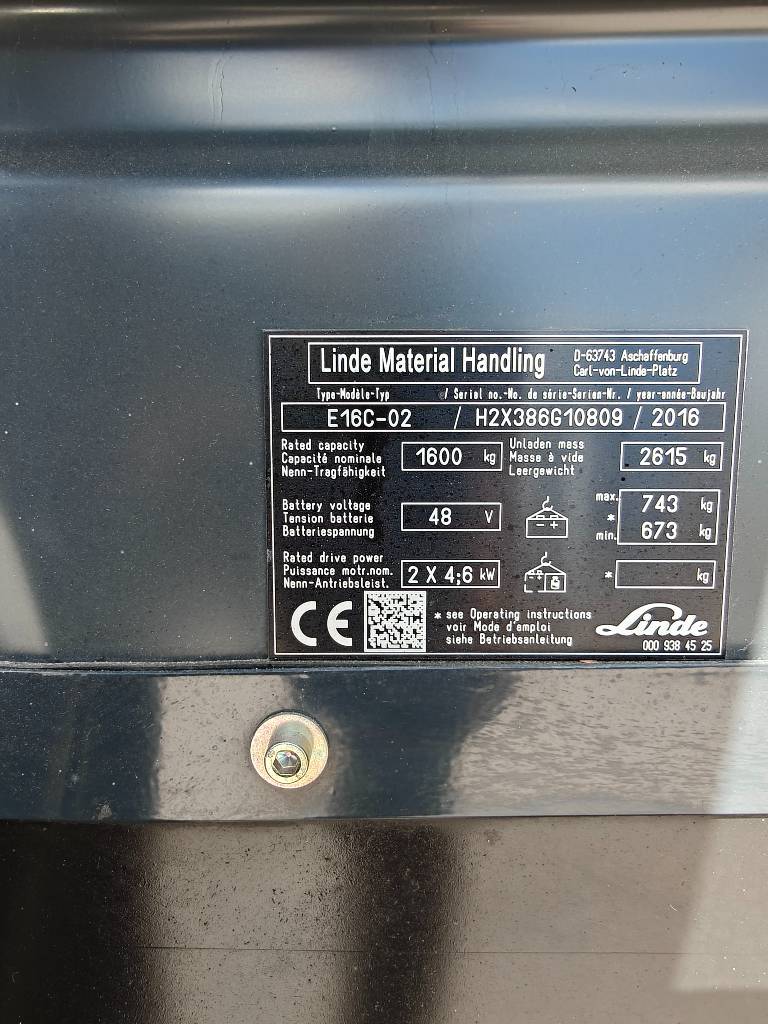 Linde Material Handling
D-63743 Aschaffenburg
Carl-von-Linde-Platz
Type-Modèle-Typ / Serial no.-No. de série-Serien-Nr. / year-année-Baujahr
E16C-02 / H2X386G10809 / 2016
Rated capacity
Capacité nominale
Nenn-Tragfähigkeit
1600 kg
Unladen mass
Masse à vide
Leergewicht
2615 kg
Battery voltage
Tension batterie
Batteriespannung
48 V
- +
max. 743 kg
*
min. 673 kg
Rated drive power
Puissance motr.nom.
Nenn-Antriebsleist.
2 X 4;6 kW
* kg
CE
* see Operating instructions
voir Mode d'emploi
siehe Betriebsanleitung
Linde
000 938 45 25